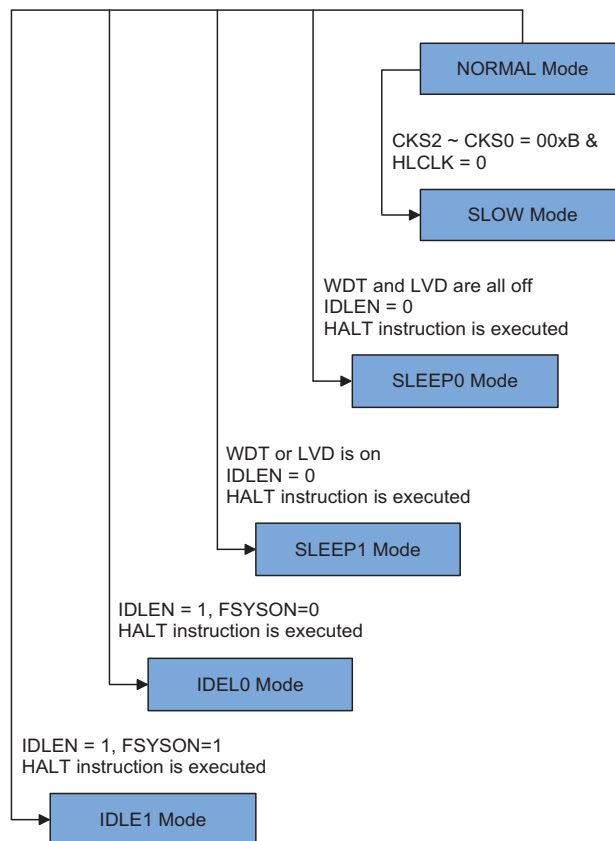 NORMAL Mode
CKS2 ~ CKS0 = 00xB &
HLCLK = 0
SLOW Mode
WDT and LVD are all off
IDLEN = 0
HALT instruction is executed
SLEEP0 Mode
WDT or LVD is on
IDLEN = 0
HALT instruction is executed
SLEEP1 Mode
IDLEN = 1, FSYSON=0
HALT instruction is executed
IDEL0 Mode
IDLEN = 1, FSYSON=1
HALT instruction is executed
IDLE1 Mode